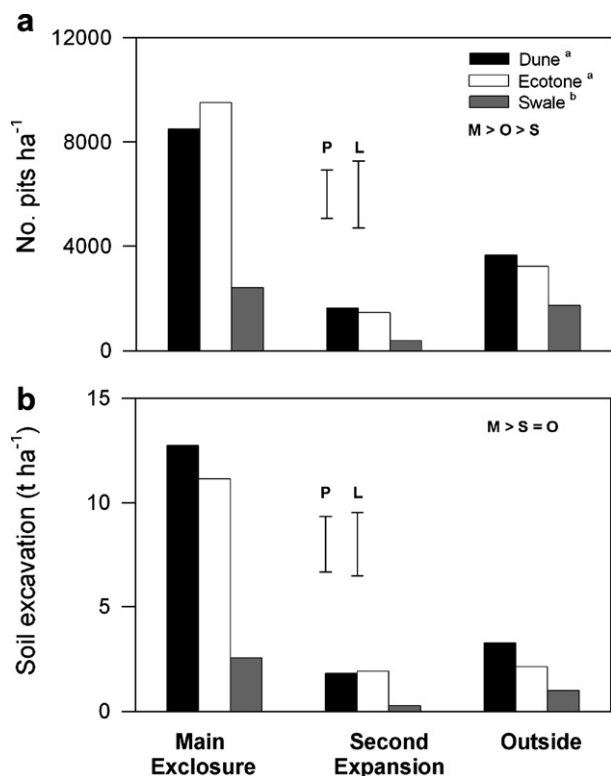 a
12000
8000
4000
0
No. pits ha⁻¹
Dune ᵃ
Ecotone ᵃ
Swale ᵇ
M > O > S
P L
b
15
10
5
0
Soil excavation (t ha⁻¹)
M > S = O
P L
Main Second Outside
Exclosure Expansion